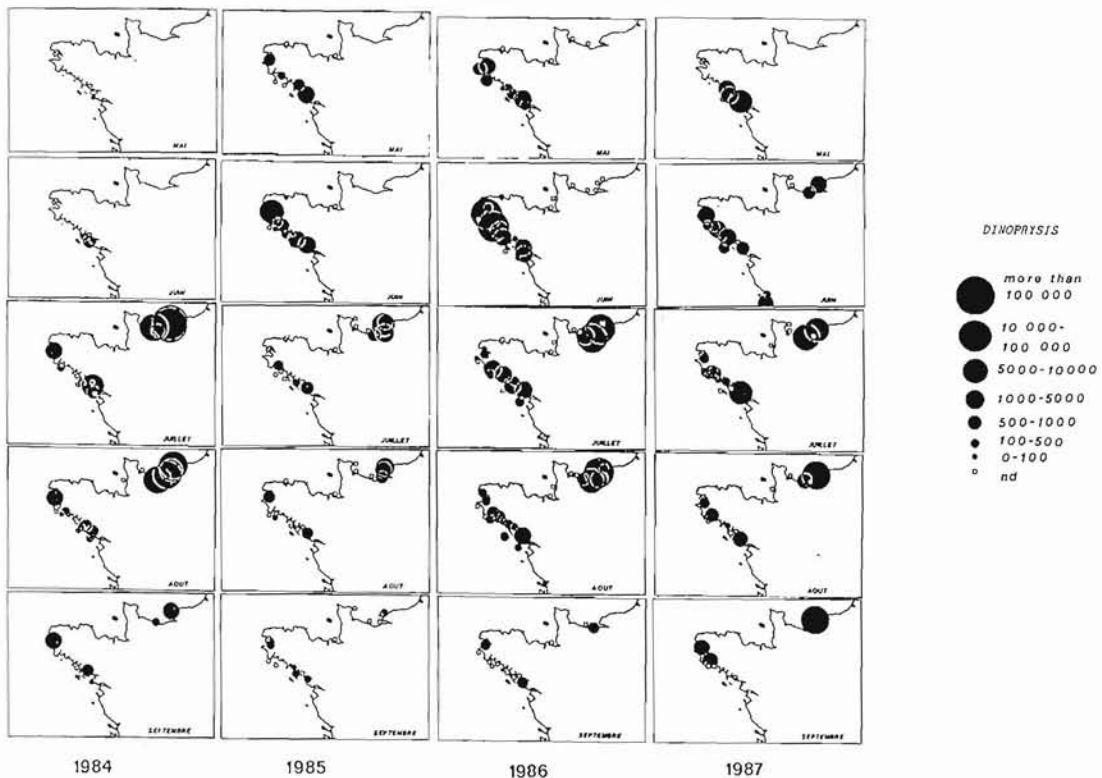 MAI
MAI
MAI
MAI
JUIN
JUIN
JUIN
JUIN
JUILLET
JUILLET
JUILLET
JUILLET
AOUT
AOUT
AOUT
AOUT
SEPTEMBRE
SEPTEMBRE
SEPTEMBRE
SEPTEMBRE
1984
1985
1986
1987
DINOPRYSIS
more than
100 000
10 000-
100 000
5000-10000
1000-5000
500-1000
100-500
0-100
nd